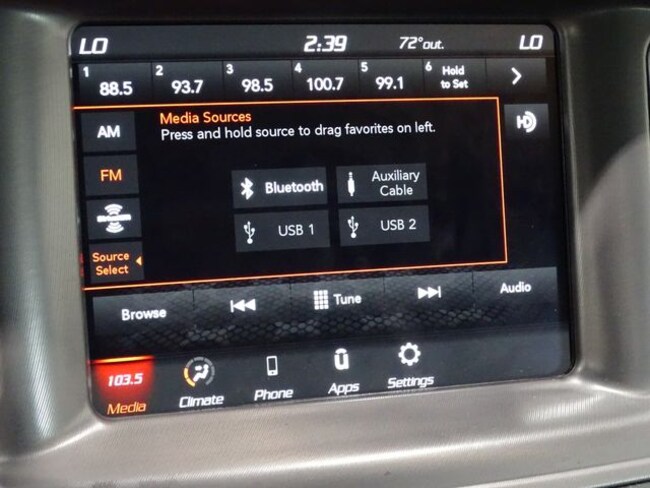 LO 2:39 72°out. LO
1 88.5 2 93.7 3 98.5 4 100.7 5 99.1 6 Hold to Set
Media Sources
Press and hold source to drag favorites on left.
AM
HD
FM
Bluetooth
Auxiliary
Cable
USB 1
USB 2
Source
Select
Browse
Tune
Audio
103.5
Media
Climate
Phone
Apps
Settings